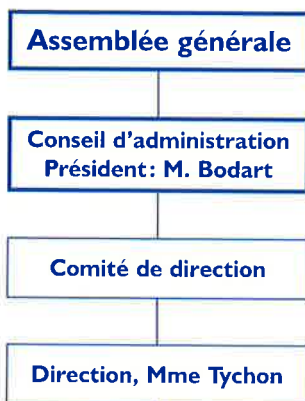 Assemblée générale
Conseil d'administration
Président: M. Bodart
Comité de direction
Direction, Mme Tychon